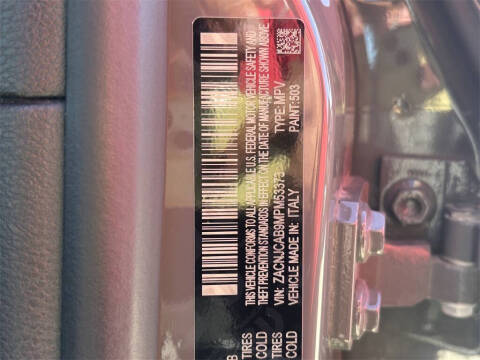 THIS VEHICLE CONFORMS TO ALL APPLICABLE U.S. FEDERAL MOTOR VEHICLE SAFETY AND
THEFT PREVENTION STANDARDS IN EFFECT ON THE DATE OF MANUFACTURE SHOWN ABOVE.
VIN: ZACNJCAB9MPM53373 TYPE: MPV
VEHICLE MADE IN: ITALY PAINT: 503
TIRES
COLD
TIRES
COLD